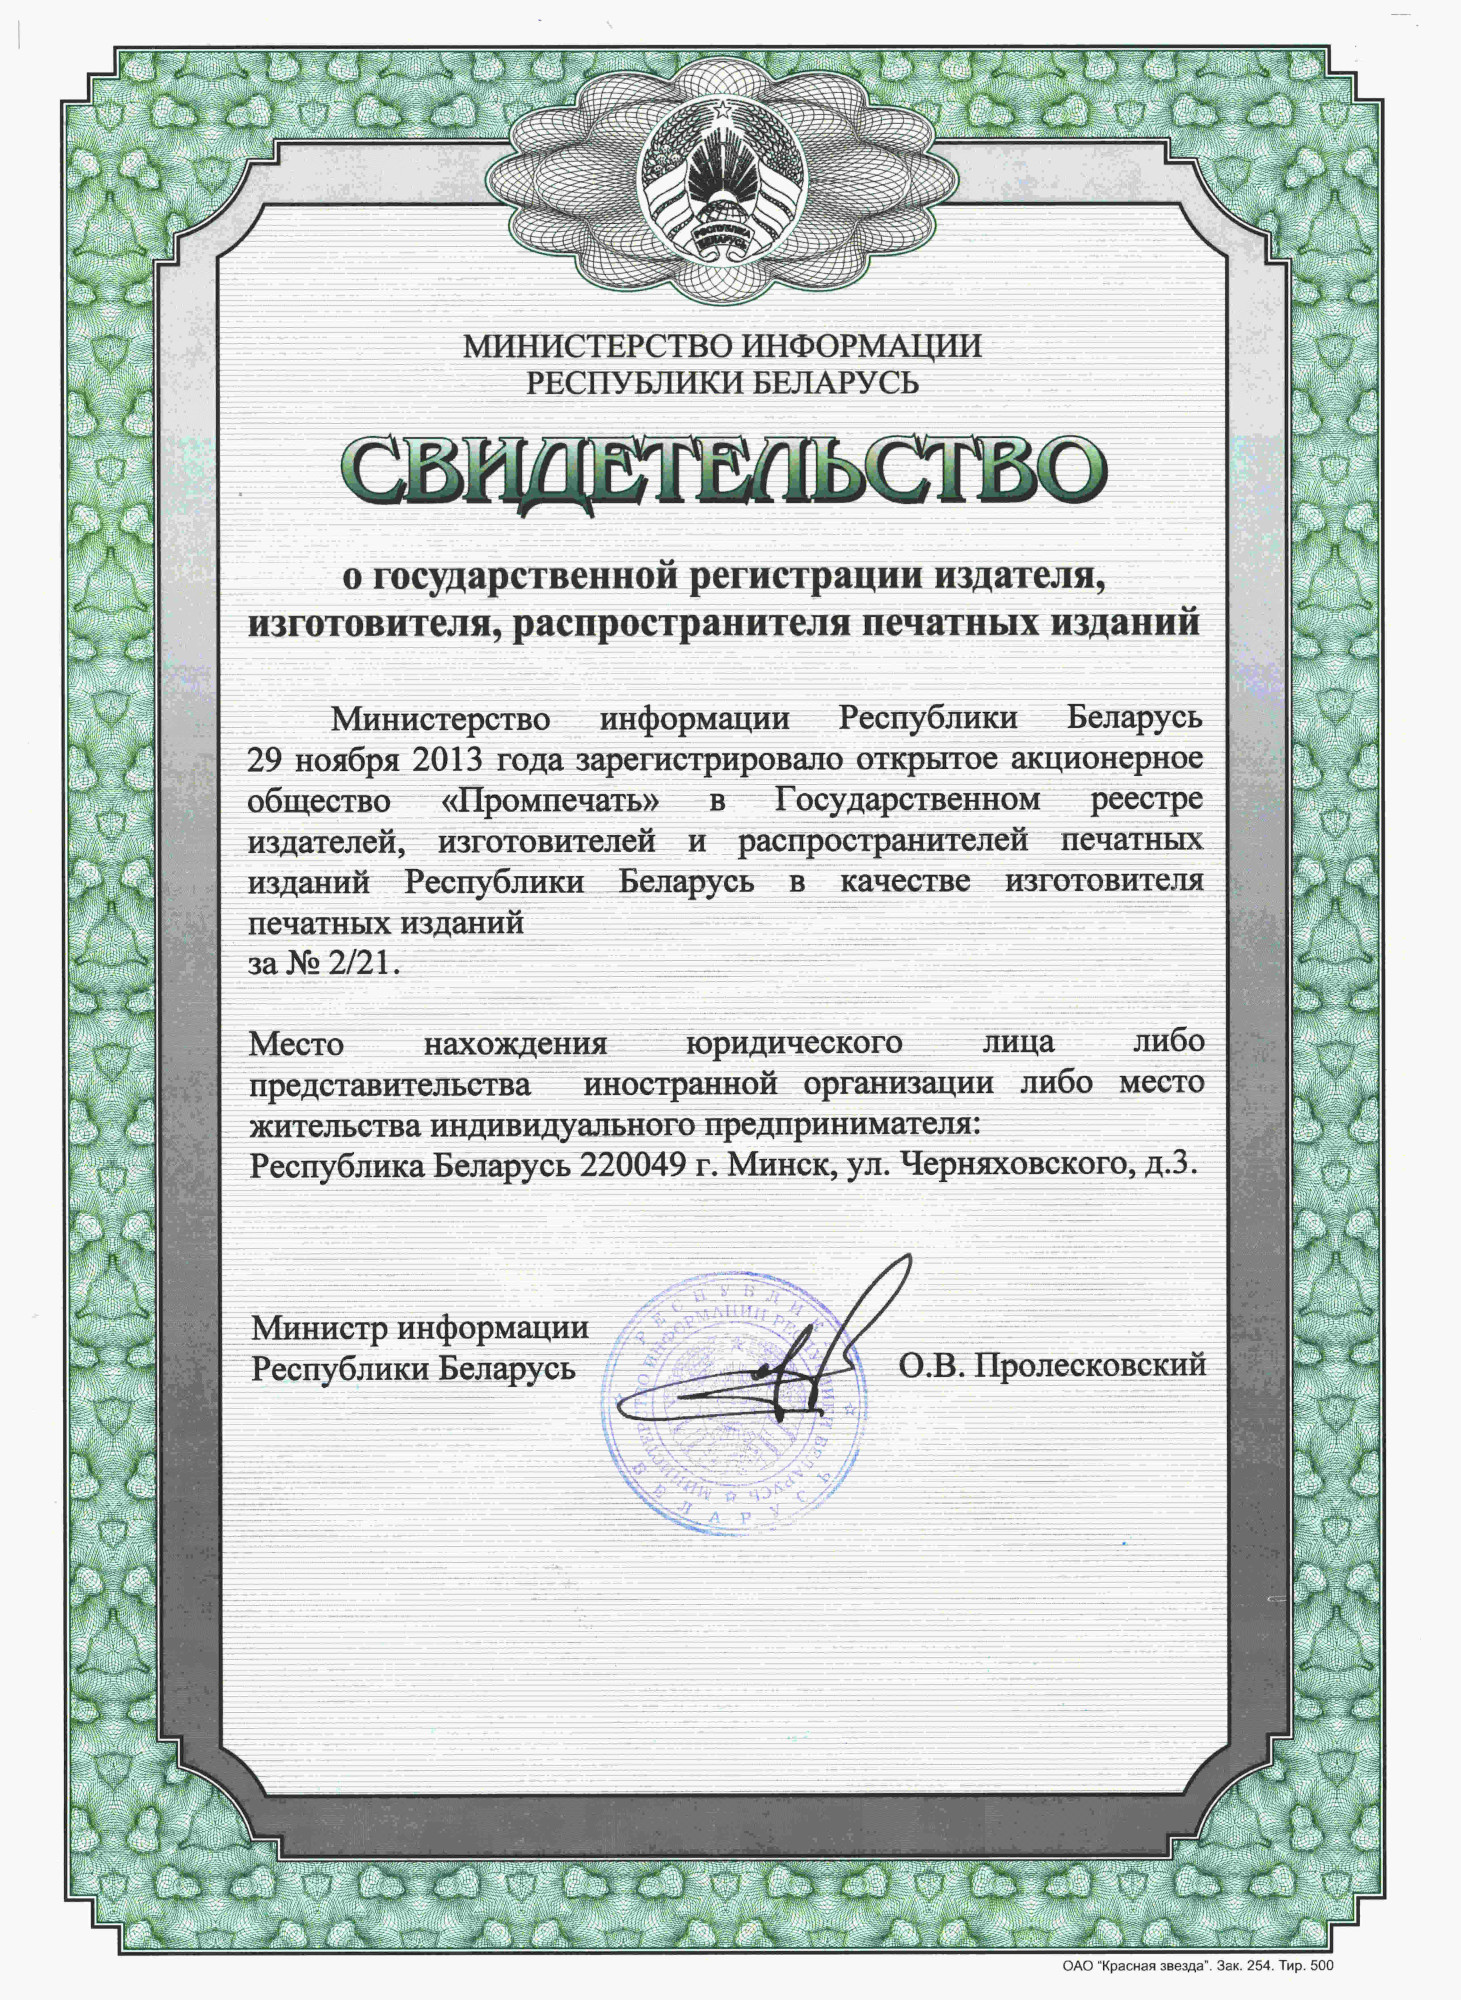 РЕСПУБЛИКА
БЕЛАРУСЬ
МИНИСТЕРСТВО ИНФОРМАЦИИ
РЕСПУБЛИКИ БЕЛАРУСЬ
СВИДЕТЕЛЬСТВО
о государственной регистрации издателя,
изготовителя, распространителя печатных изданий
Министерство информации Республики Беларусь
29 ноября 2013 года зарегистрировало открытое акционерное
общество «Промпечать» в Государственном реестре
издателей, изготовителей и распространителей печатных
изданий Республики Беларусь в качестве изготовителя
печатных изданий
за № 2/21.
Место нахождения юридического лица либо
представительства иностранной организации либо место
жительства индивидуального предпринимателя:
Республика Беларусь 220049 г. Минск, ул. Черняховского, д.3.
Министр информации
Республики Беларусь
О.В. Пролесковский
БЕЛАРУСЬ
ОАО "Красная звезда". Зак. 254. Тир. 500